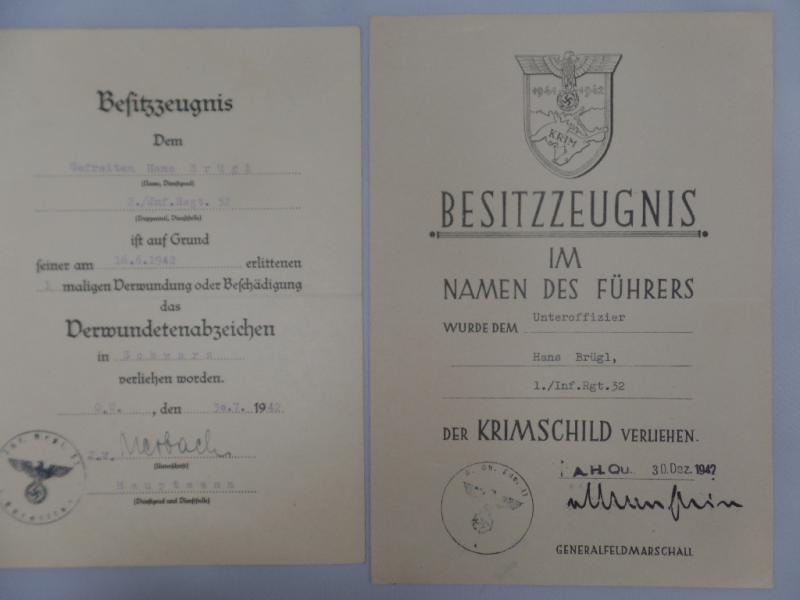 Besitzzeugnis
Dem
Gefreiten Hans Brügl
(Name, Dienstgrad)
2./Inf.Regt. 32
(Truppenteil, Dienststelle)
ist auf Grund
seiner am 16.6.1942 erlittenen
1 maligen Verwundung oder Beschädigung
das
Verwundetenabzeichen
in Schwarz
verliehen worden.
O.U. , den 30.7. 1942
Merbach
(Unterschrift)
Hauptmann
(Dienstgrad und Dienststelle)
1941 1942
KRIM
BESITZZEUGNIS
IM
NAMEN DES FÜHRERS
WURDE DEM Unteroffizier
Hans Brügl,
1./Inf.Rgt.32
DER KRIMSCHILD VERLIEHEN.
A.H.QU. 30. Dez. 1942
v Manstein
GENERALFELDMARSCHALL